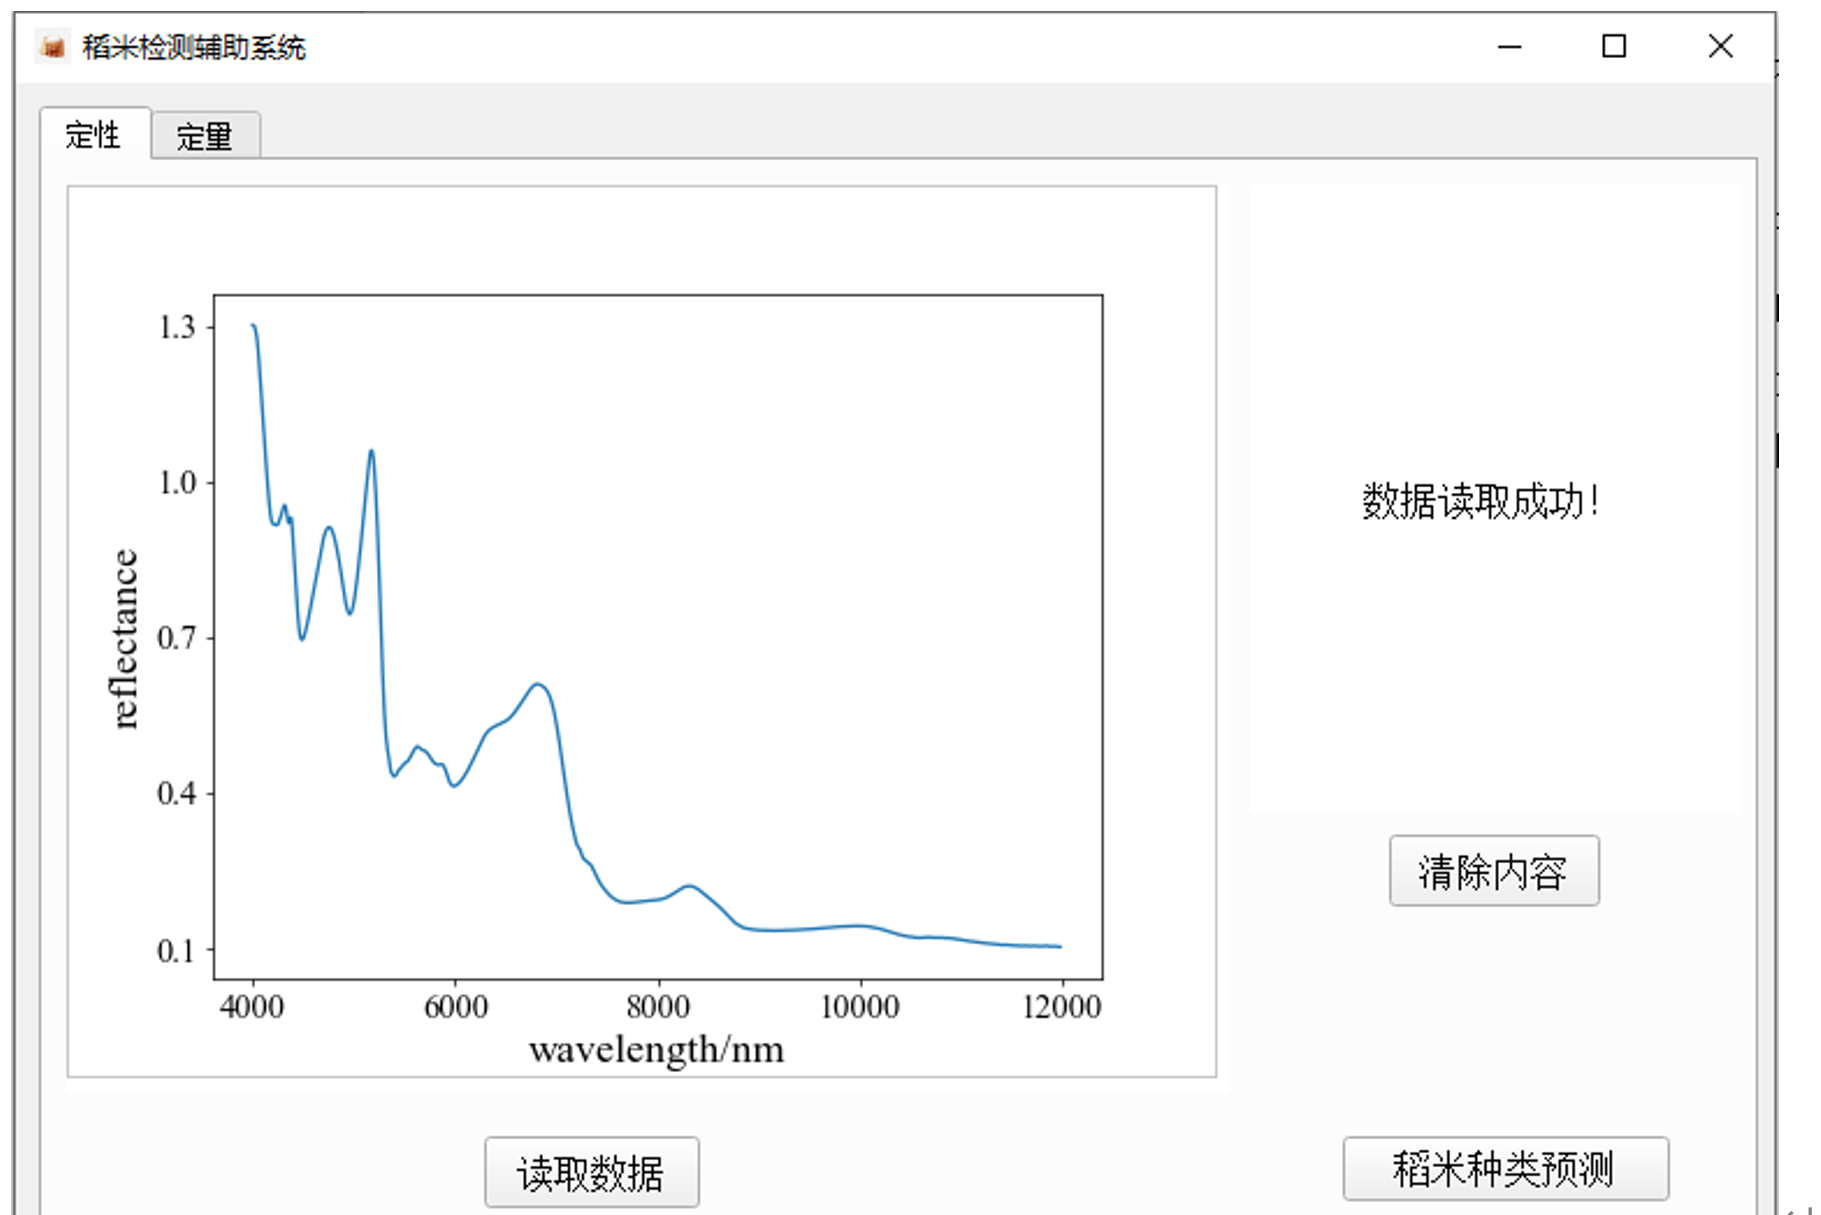 稻米检测辅助系统
定性
定量
1.3
1.0
0.7
0.4
0.1
reflectance
4000 6000 8000 10000 12000
wavelength/nm
数据读取成功!
清除内容
读取数据
稻米种类预测